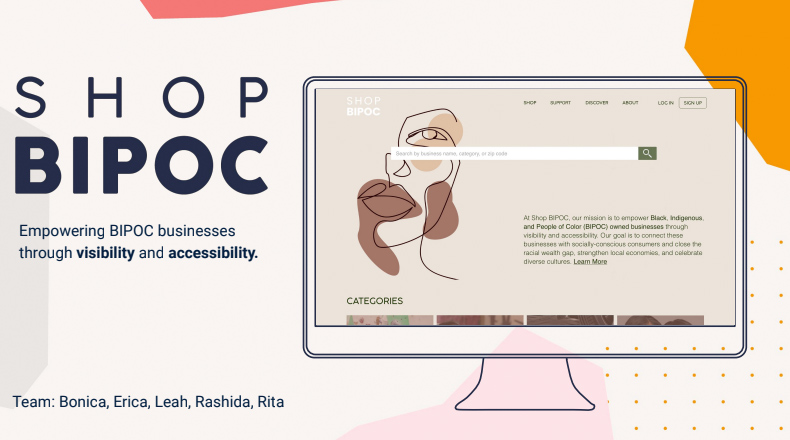 SHOP
BIPOC
Empowering BIPOC businesses
through visibility and accessibility.
Team: Bonica, Erica, Leah, Rashida, Rita
SHOP
BIPOC
SHOP SUPPORT DISCOVER ABOUT LOG IN SIGN UP
Search by business name, category, or zip code
At Shop BIPOC, our mission is to empower Black, Indigenous,
and People of Color (BIPOC) owned businesses through
visibility and accessibility. Our goal is to connect these
businesses with socially-conscious consumers and close the
racial wealth gap, strengthen local economies, and celebrate
diverse cultures. Learn More
CATEGORIES